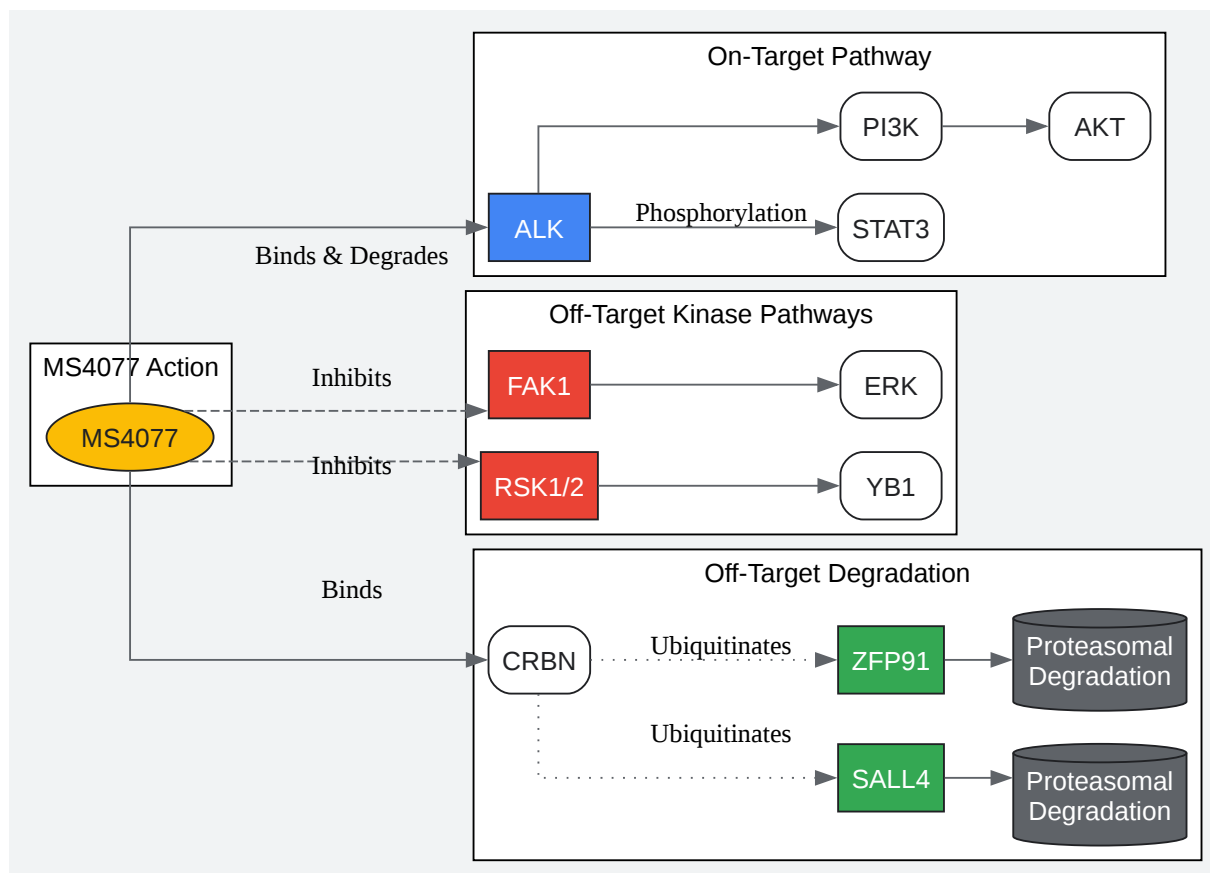 On-Target Pathway
PI3K
AKT
Phosphorylation
ALK
STAT3
Binds & Degrades
Off-Target Kinase Pathways
MS4077 Action
Inhibits
FAK1
ERK
MS4077
Inhibits
RSK1/2
YB1
Off-Target Degradation
Binds
CRBN
Ubiquitinates
ZFP91
Proteasomal
Degradation
Ubiquitinates
SALL4
Proteasomal
Degradation